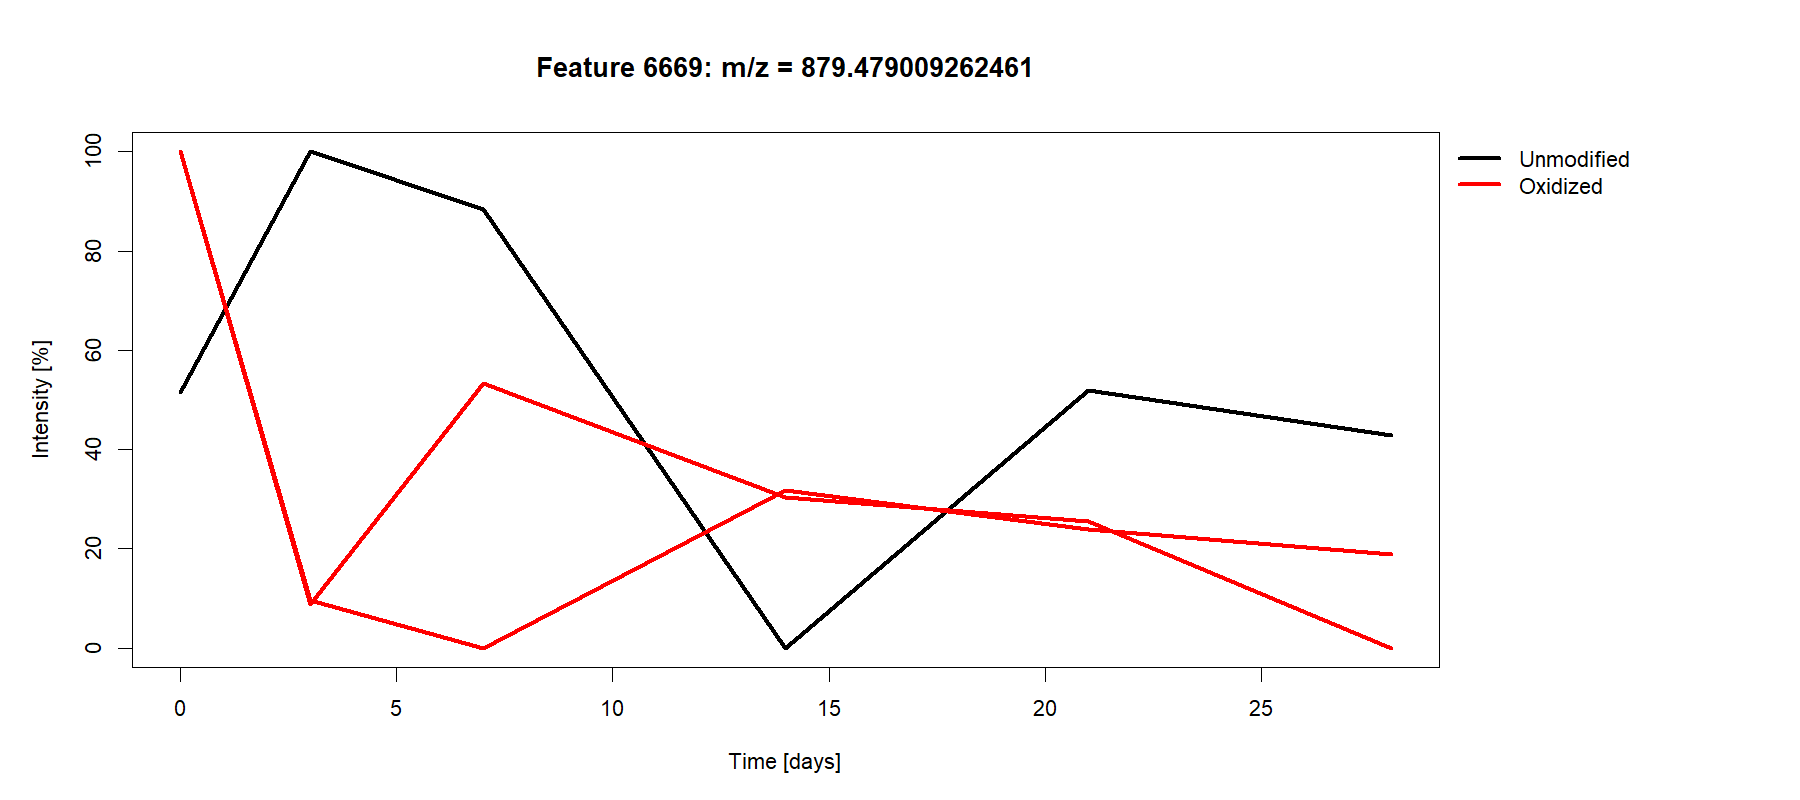 Feature 6669: m/z = 879.479009262461
Unmodified
Oxidized
Intensity [%]
100
80
60
40
20
0
0 5 10 15 20 25
Time [days]